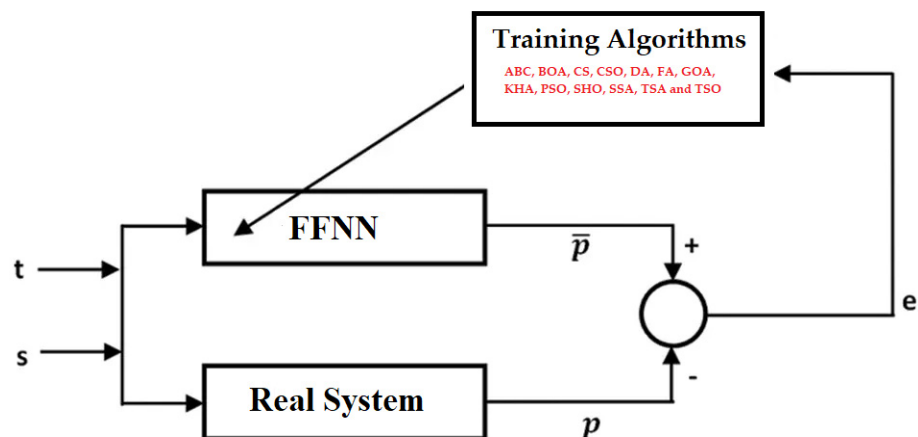 Training Algorithms
ABC, BOA, CS, CSO, DA, FA, GOA,
KHA, PSO, SHO, SSA, TSA and TSO
FFNN
p̅
+
t
e
s
-
Real System
p